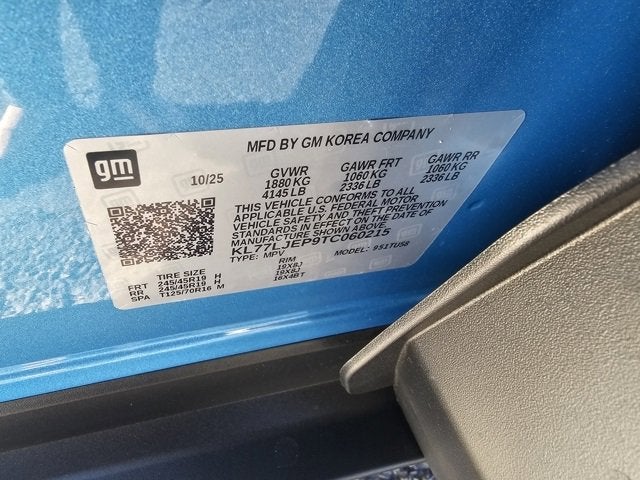 MFD BY GM KOREA COMPANY
gm
10/25
GVWR GAWR FRT GAWR RR
1880 KG 1060 KG 1060 KG
4145 LB 2336 LB 2336 LB
THIS VEHICLE CONFORMS TO ALL
APPLICABLE U.S. FEDERAL MOTOR
VEHICLE SAFETY AND THEFT PREVENTION
STANDARDS IN EFFECT ON THE DATE OF
MANUFACTURE SHOWN ABOVE.
KL77LJEP9TC060215
TYPE: MPV MODEL: 9S1TU58
TIRE SIZE RIM
FRT 245/45R19 H 19X8J
RR 245/45R19 H 19X8J
SPA T125/70R16 M 16X4BT